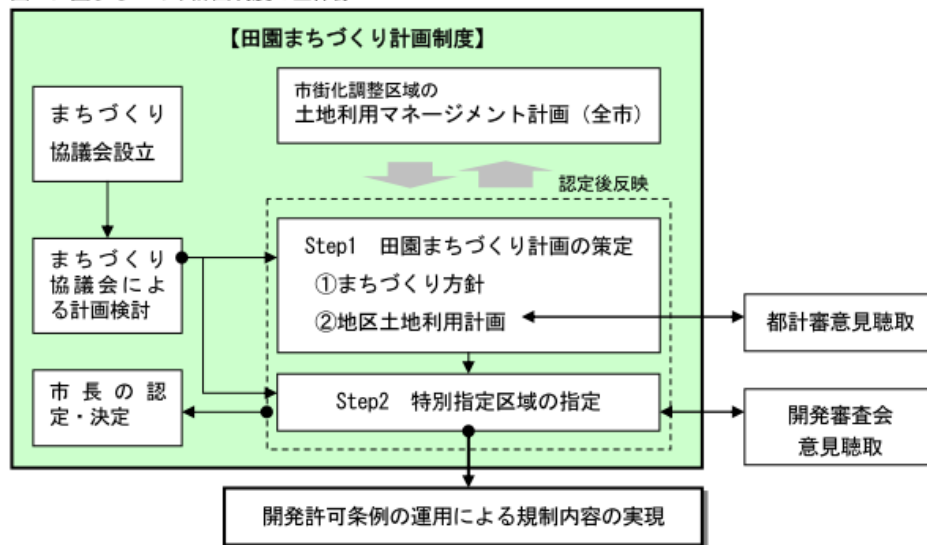 【田園まちづくり計画制度】
市街化調整区域の
土地利用マネージメント計画（全市）
まちづくり
協議会設立
認定後反映
Step1 田園まちづくり計画の策定
①まちづくり方針
②地区土地利用計画
まちづくり
協議会によ
る計画検討
都計審意見聴取
市長の認
定・決定
Step2 特別指定区域の指定
開発審査会
意見聴取
開発許可条例の運用による規制内容の実現